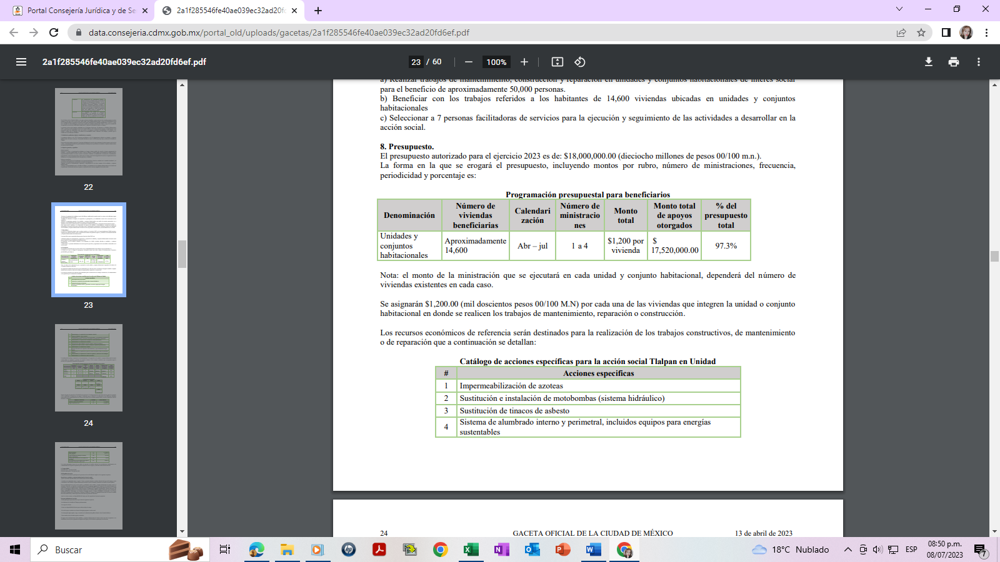 Portal Consejería Jurídica y de Se
2a1f285546fe40ae039ec32ad20fd
data.consejeria.cdmx.gob.mx/portal_old/uploads/gacetas/2a1f285546fe40ae039ec32ad20fd6ef.pdf
2a1f285546fe40ae039ec32ad20fd6ef.pdf
23 / 60
100%
22
23
24
a) Realizar trabajos de mantenimiento, construcción y reparación en unidades y conjuntos habitacionales de interés social
para el beneficio de aproximadamente 50,000 personas.
b) Beneficiar con los trabajos referidos a los habitantes de 14,600 viviendas ubicadas en unidades y conjuntos
habitacionales
c) Seleccionar a 7 personas facilitadoras de servicios para la ejecución y seguimiento de las actividades a desarrollar en la
acción social.
8. Presupuesto.
El presupuesto autorizado para el ejercicio 2023 es de: $18,000,000.00 (dieciocho millones de pesos 00/100 m.n.).
La forma en la que se erogará el presupuesto, incluyendo montos por rubro, número de ministraciones, frecuencia,
periodicidad y porcentaje es:
Programación presupuestal para beneficiarios
Denominación
Número de
viviendas
beneficiarias
Calendari
zación
Número de
ministracio
nes
Monto
total
Monto total
de apoyos
otorgados
% del
presupuesto
total
Unidades y
conjuntos
habitacionales
Aproximadamente
14,600
Abr – jul
1 a 4
$1,200 por
vivienda
$
17,520,000.00
97.3%
Nota: el monto de la ministración que se ejecutará en cada unidad y conjunto habitacional, dependerá del número de
viviendas existentes en cada caso.
Se asignarán $1,200.00 (mil doscientos pesos 00/100 M.N) por cada una de las viviendas que integren la unidad o conjunto
habitacional en donde se realicen los trabajos de mantenimiento, reparación o construcción.
Los recursos económicos de referencia serán destinados para la realización de los trabajos constructivos, de mantenimiento
o de reparación que a continuación se detallan:
Catálogo de acciones específicas para la acción social Tlalpan en Unidad
# Acciones especificas
1 Impermeabilización de azoteas
2 Sustitución e instalación de motobombas (sistema hidráulico)
3 Sustitución de tinacos de asbesto
4 Sistema de alumbrado interno y perimetral, incluidos equipos para energías
sustentables
24 GACETA OFICIAL DE LA CIUDAD DE MÉXICO 13 de abril de 2023
Buscar
18°C Nublado
ESP
08:50 p.m.
08/07/2023
7